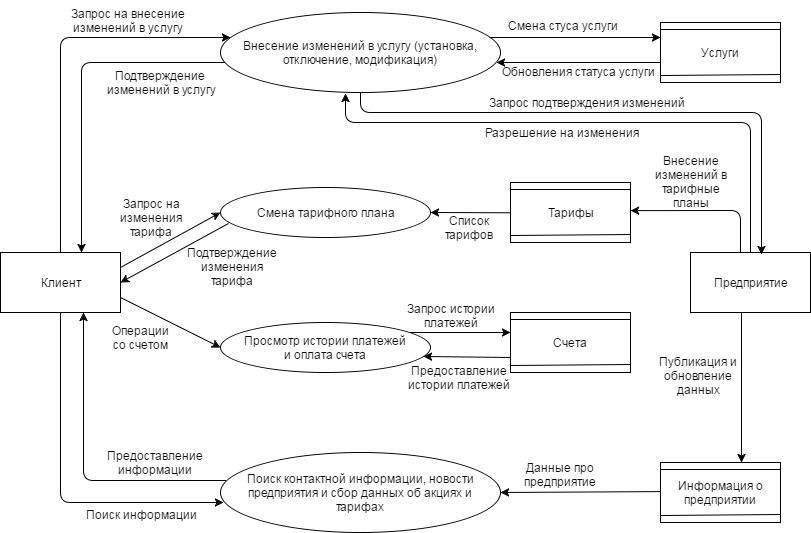 Запрос на внесение
изменений в услугу
Внесение изменений в услугу (установка,
отключение, модификация)
Смена стуса услуги
Услуги
Обновления статуса услуги
Подтверждение
изменений в услугу
Запрос подтверждения изменений
Разрешение на изменения
Внесение
изменений в
тарифные
планы
Запрос на
изменения
тарифа
Смена тарифного плана
Список
тарифов
Тарифы
Подтверждение
изменения
тарифа
Клиент
Предприятие
Операции
со счетом
Просмотр истории платежей
и оплата счета
Запрос истории
платежей
Счета
Предоставление
истории платежей
Публикация и
обновление
данных
Предоставление
информации
Поиск контактной информации, новости
предприятия и сбор данных об акциях и
тарифах
Данные про
предприятие
Информация о
предприятии
Поиск информации